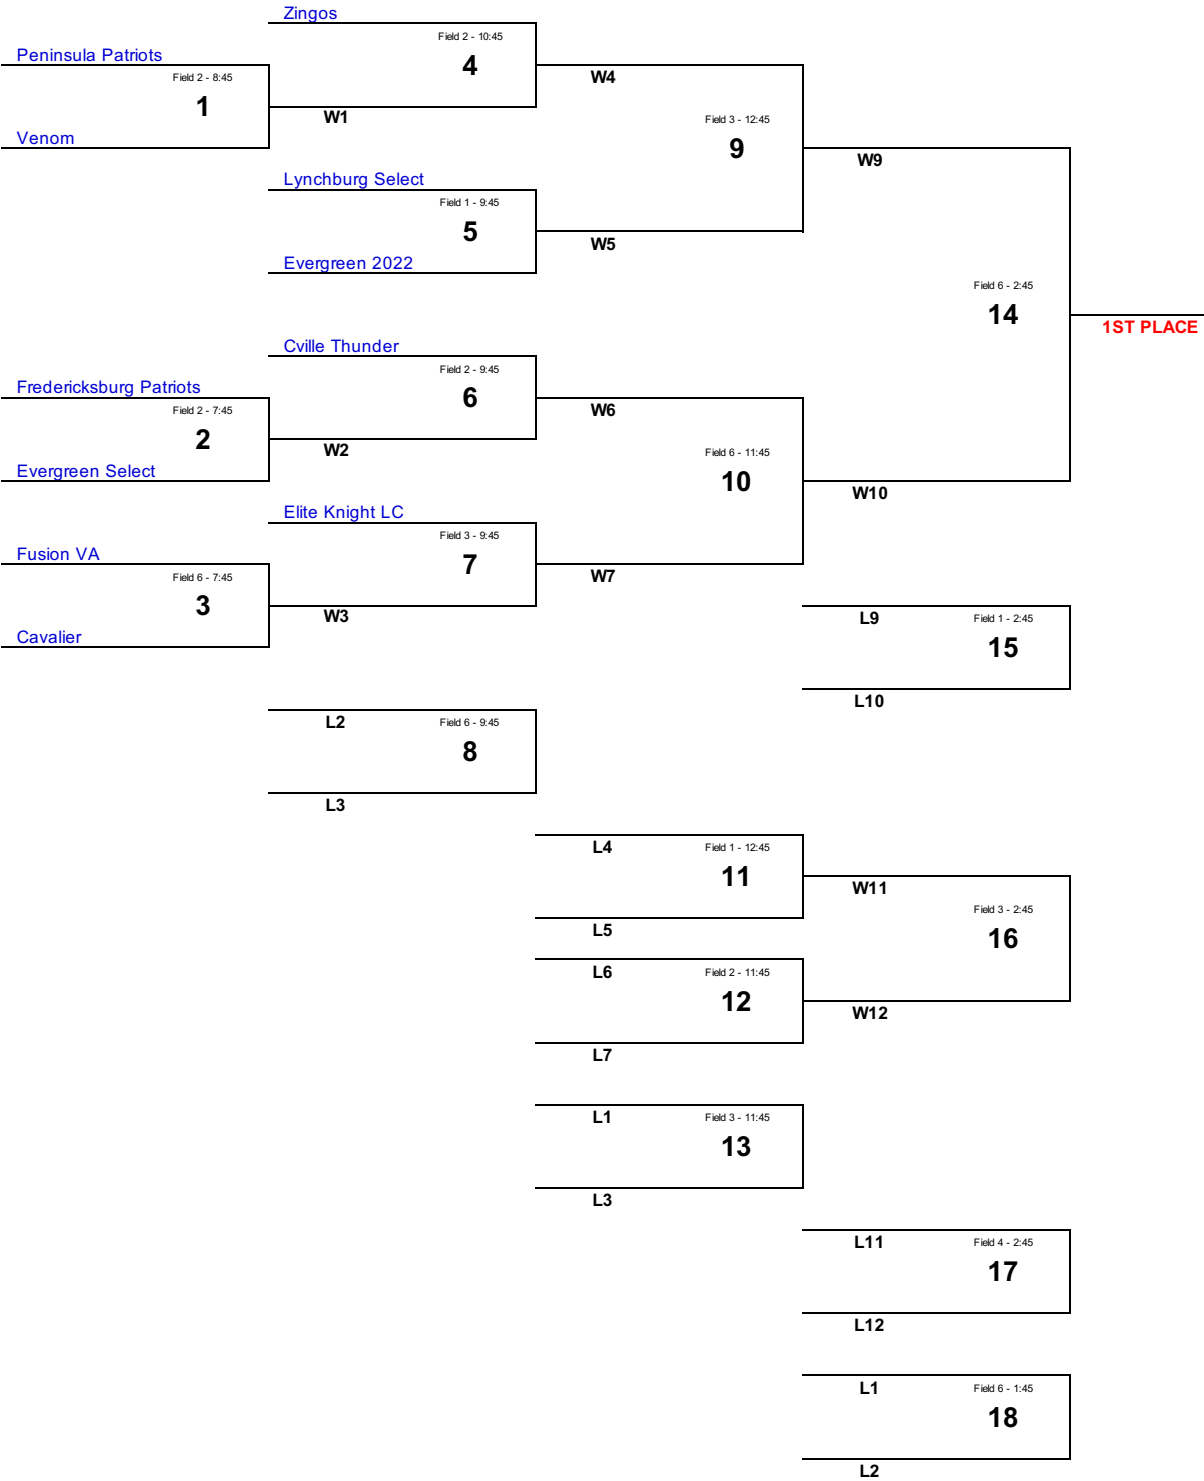 Zingos
Field 2 - 10:45
Peninsula Patriots
4
Field 2 - 8:45
W4
1
W1
Field 3 - 12:45
Venom
9
W9
Lynchburg Select
Field 1 - 9:45
5
W5
Evergreen 2022
Field 6 - 2:45
14
1ST PLACE
Cville Thunder
Field 2 - 9:45
Fredericksburg Patriots
6
Field 2 - 7:45
W6
2
W2
Field 6 - 11:45
Evergreen Select
10
W10
Elite Knight LC
Field 3 - 9:45
Fusion VA
7
Field 6 - 7:45
W7
3
W3
L9
Field 1 - 2:45
Cavalier
15
L10
L2
Field 6 - 9:45
8
L3
L4
Field 1 - 12:45
11
W11
Field 3 - 2:45
L5
16
L6
Field 2 - 11:45
12
W12
L7
L1
Field 3 - 11:45
13
L3
L11
Field 4 - 2:45
17
L12
L1
Field 6 - 1:45
18
L2